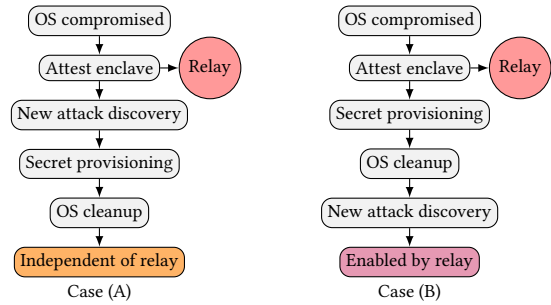 OS compromised
Attest enclave
Relay
New attack discovery
Secret provisioning
OS cleanup
Independent of relay
Case (A)
OS compromised
Attest enclave
Relay
Secret provisioning
OS cleanup
New attack discovery
Enabled by relay
Case (B)